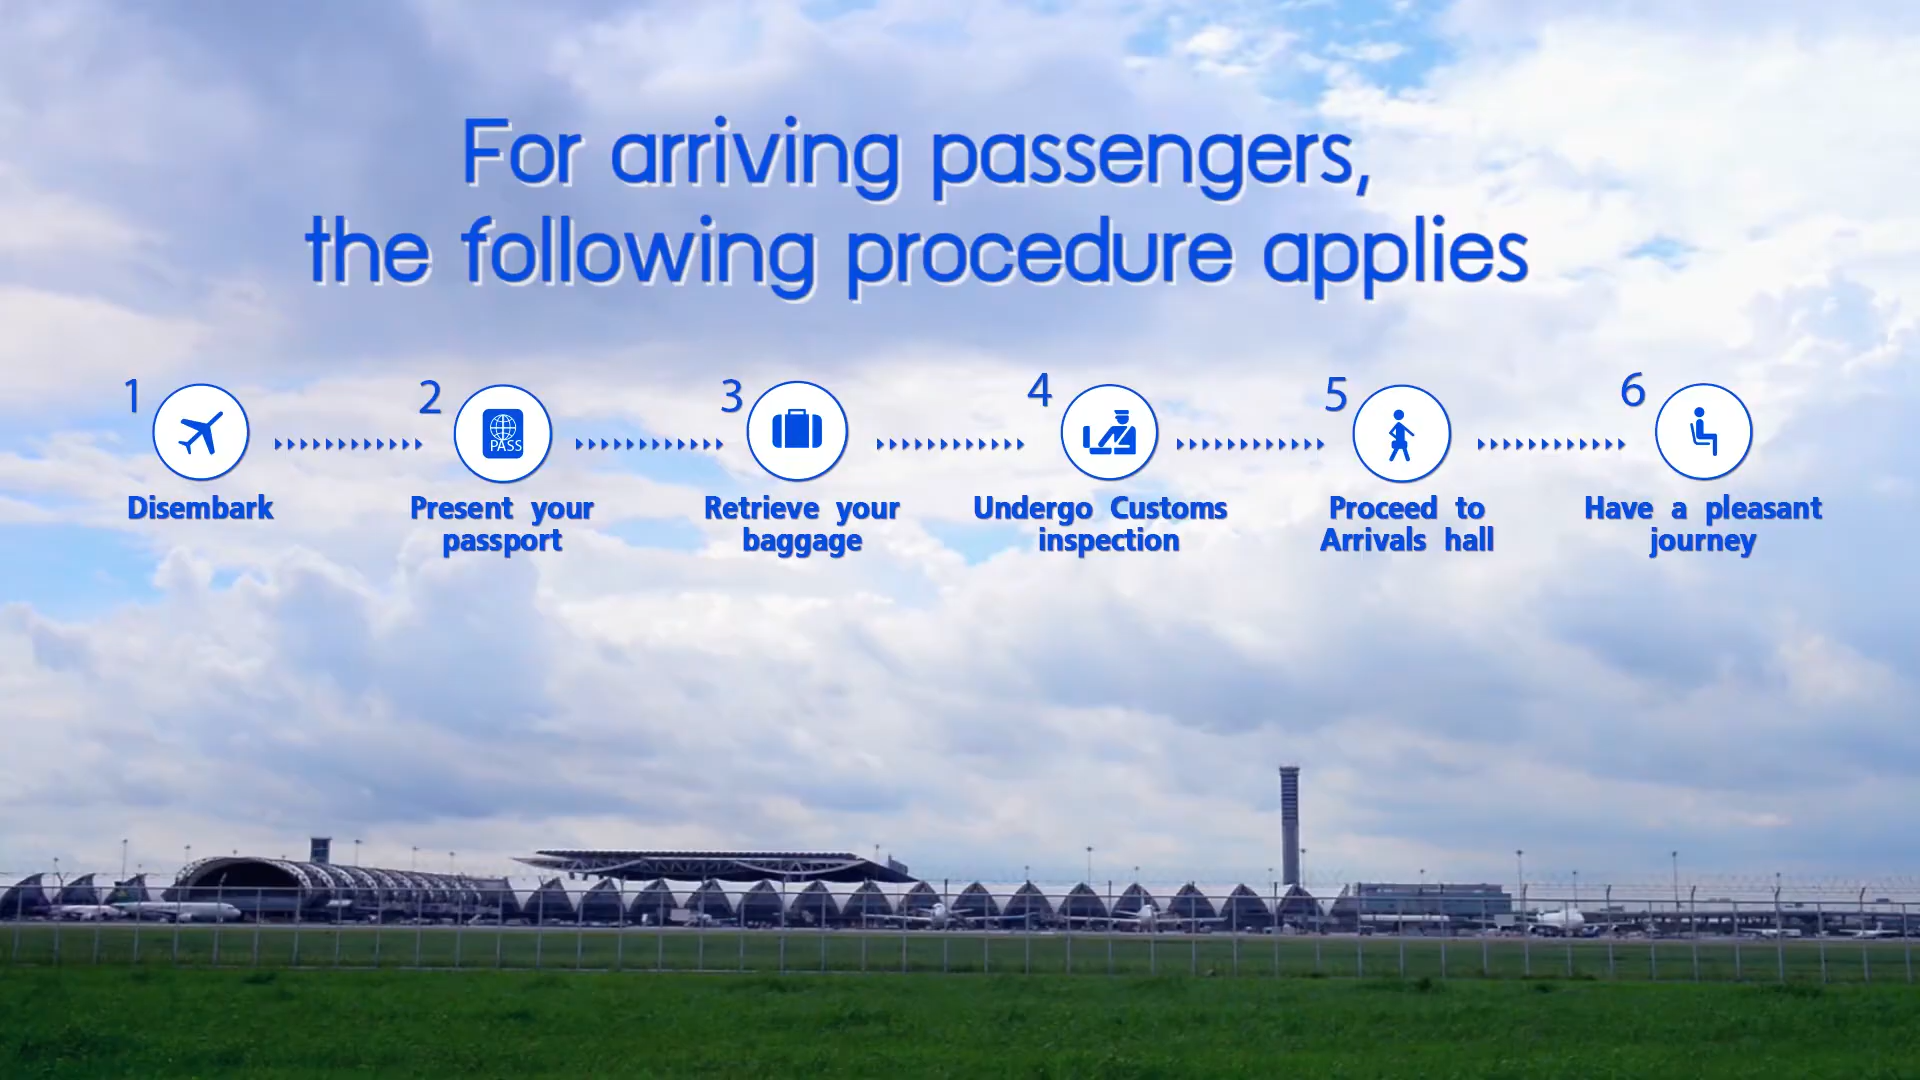 For arriving passengers,
the following procedure applies
1
2
3
4
5
6
PASS
Disembark
Present your
passport
Retrieve your
baggage
Undergo Customs
inspection
Proceed to
Arrivals hall
Have a pleasant
journey